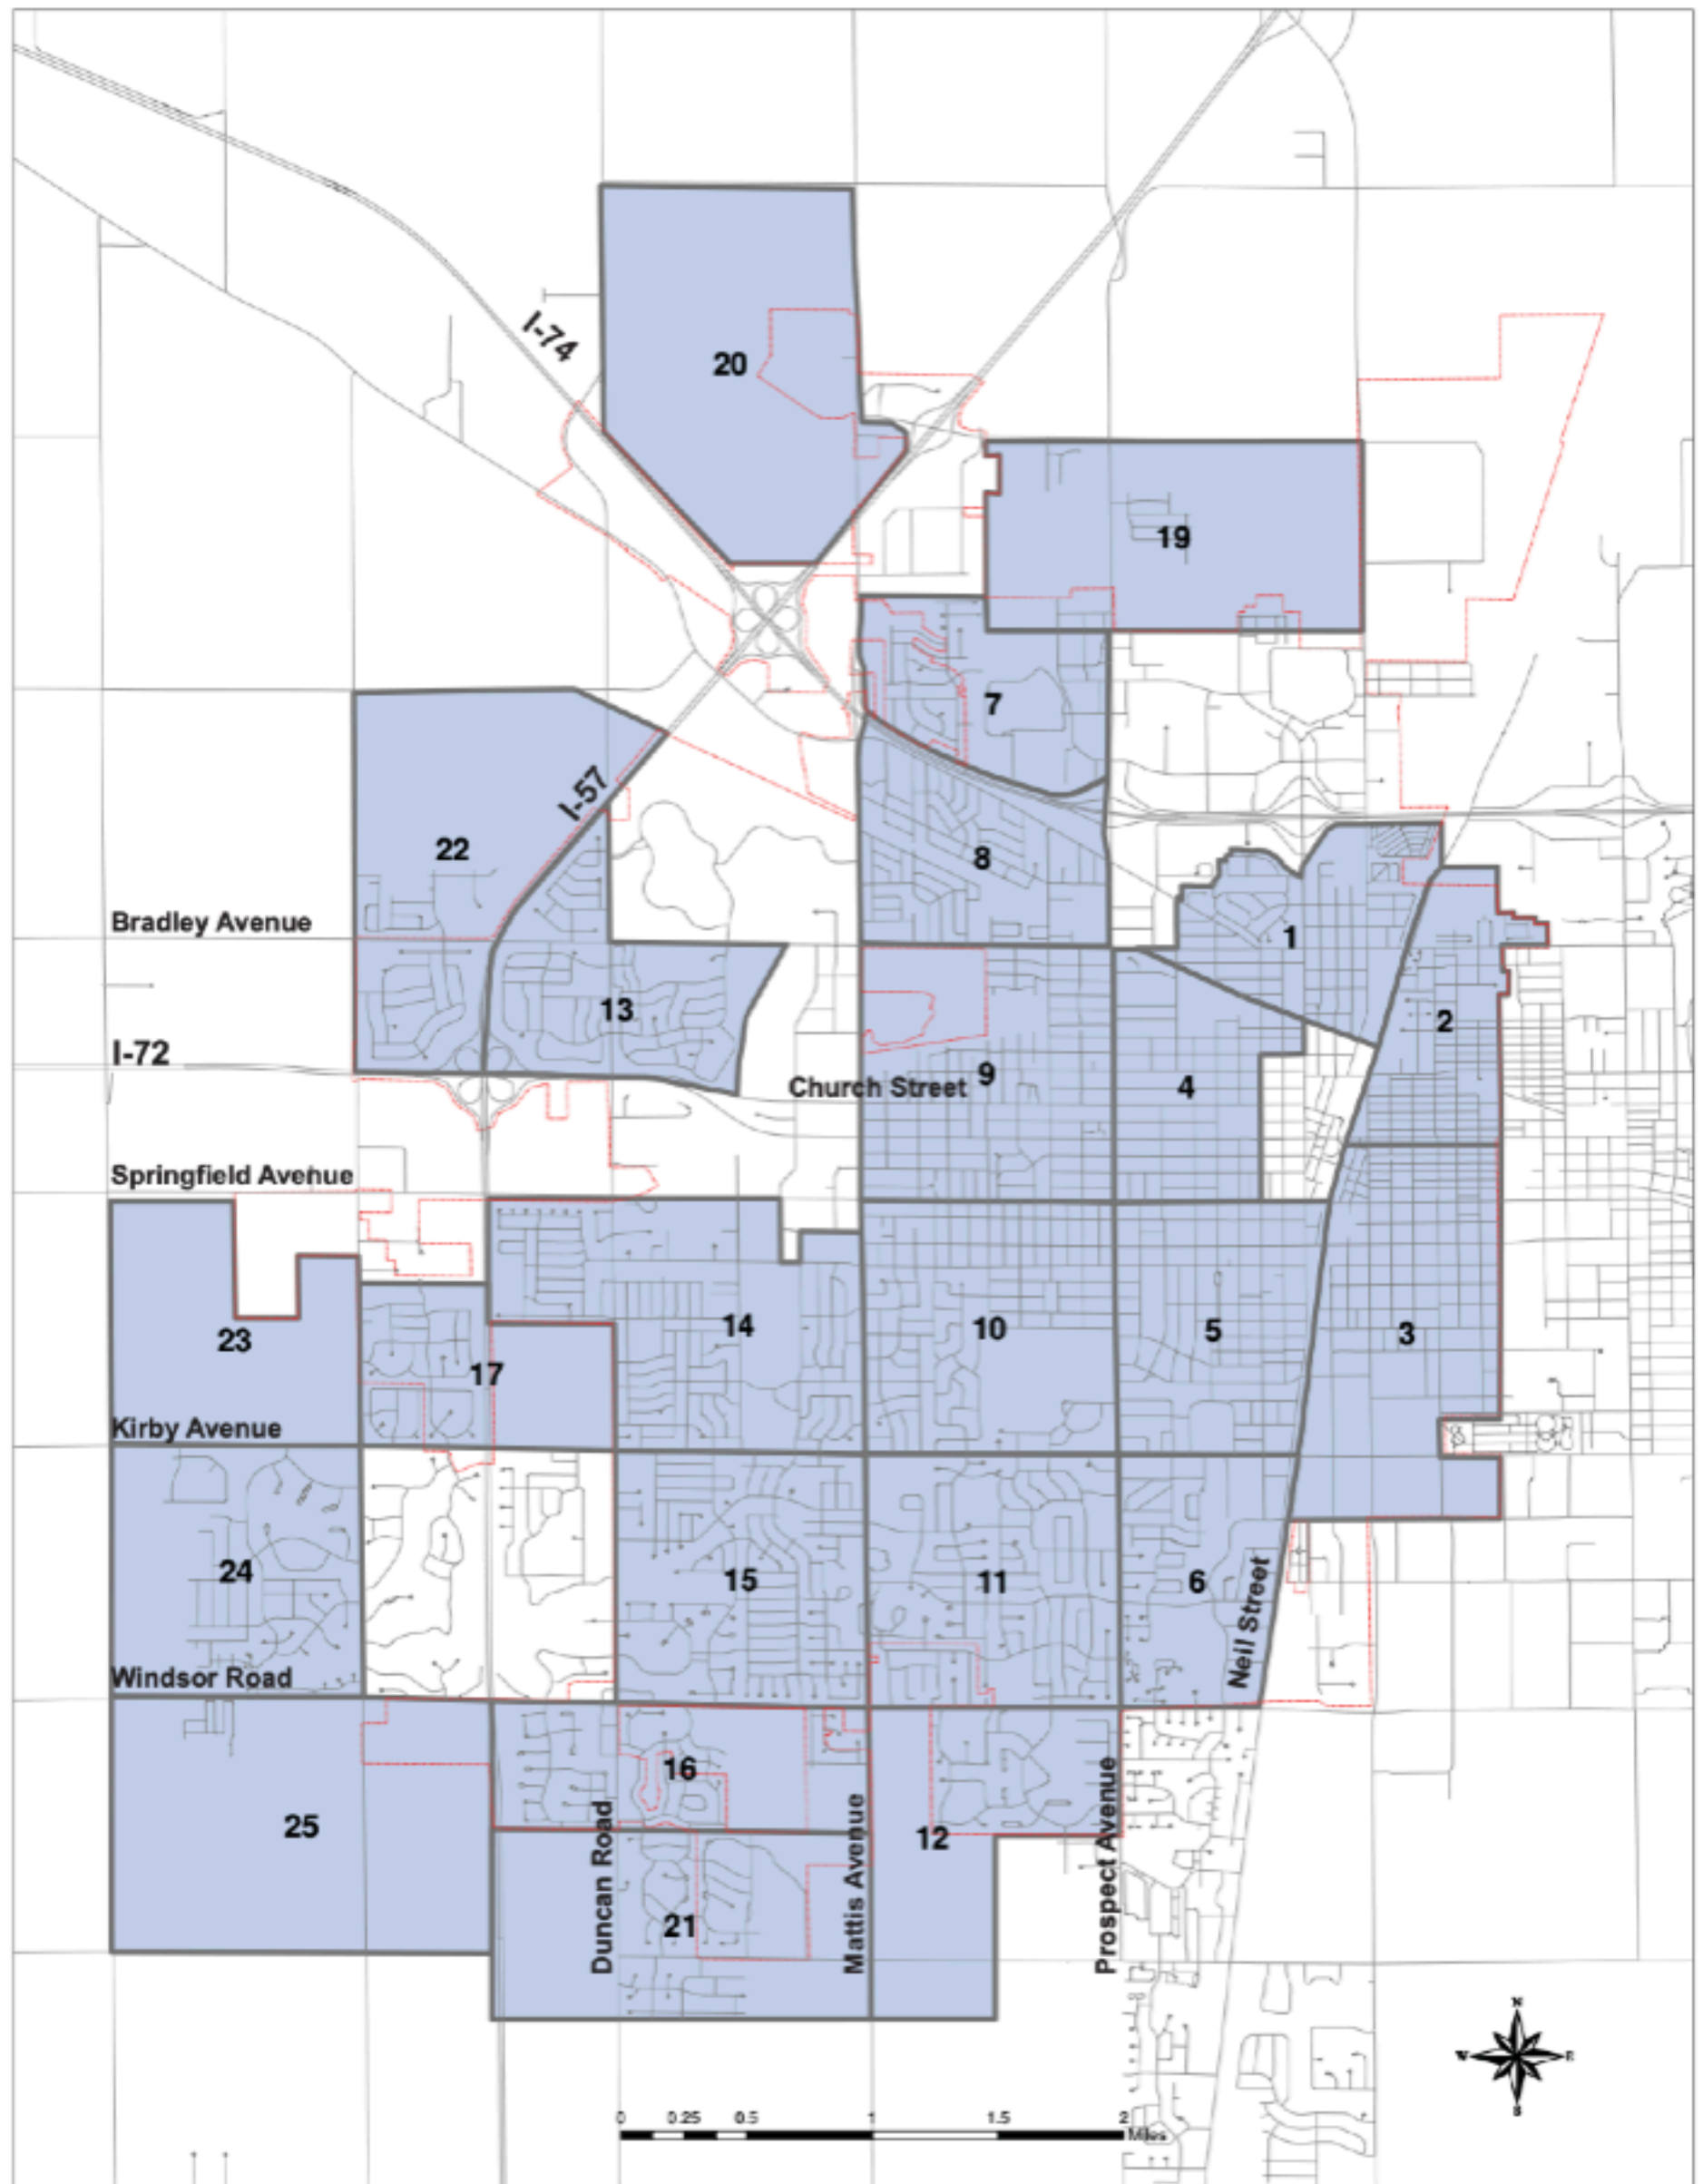 I-74
20
19
7
I-57
22
8
Bradley Avenue
1
13
2
I-72
Church Street
9
4
Springfield Avenue
23
14
10
5
3
17
Kirby Avenue
24
15
11
6
Neil Street
Windsor Road
16
25
12
Duncan Road
Mattis Avenue
Prospect Avenue
21
N
W
E
S
0 0.25 0.5 1 1.5 2
Miles